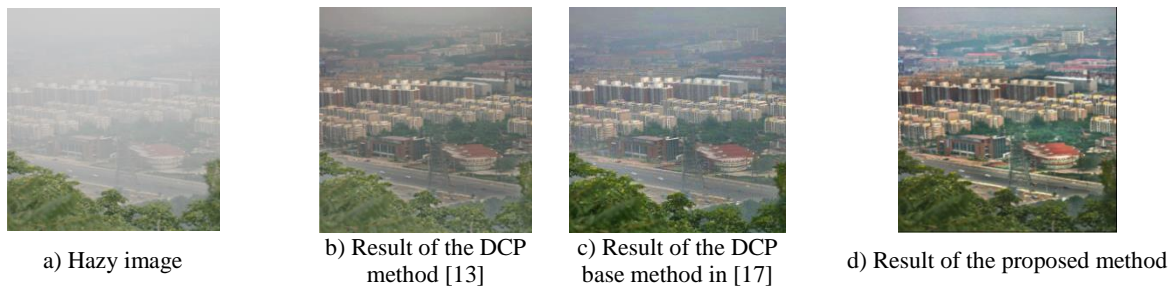 a) Hazy image
b) Result of the DCP
method [13]
c) Result of the DCP
base method in [17]
d) Result of the proposed method